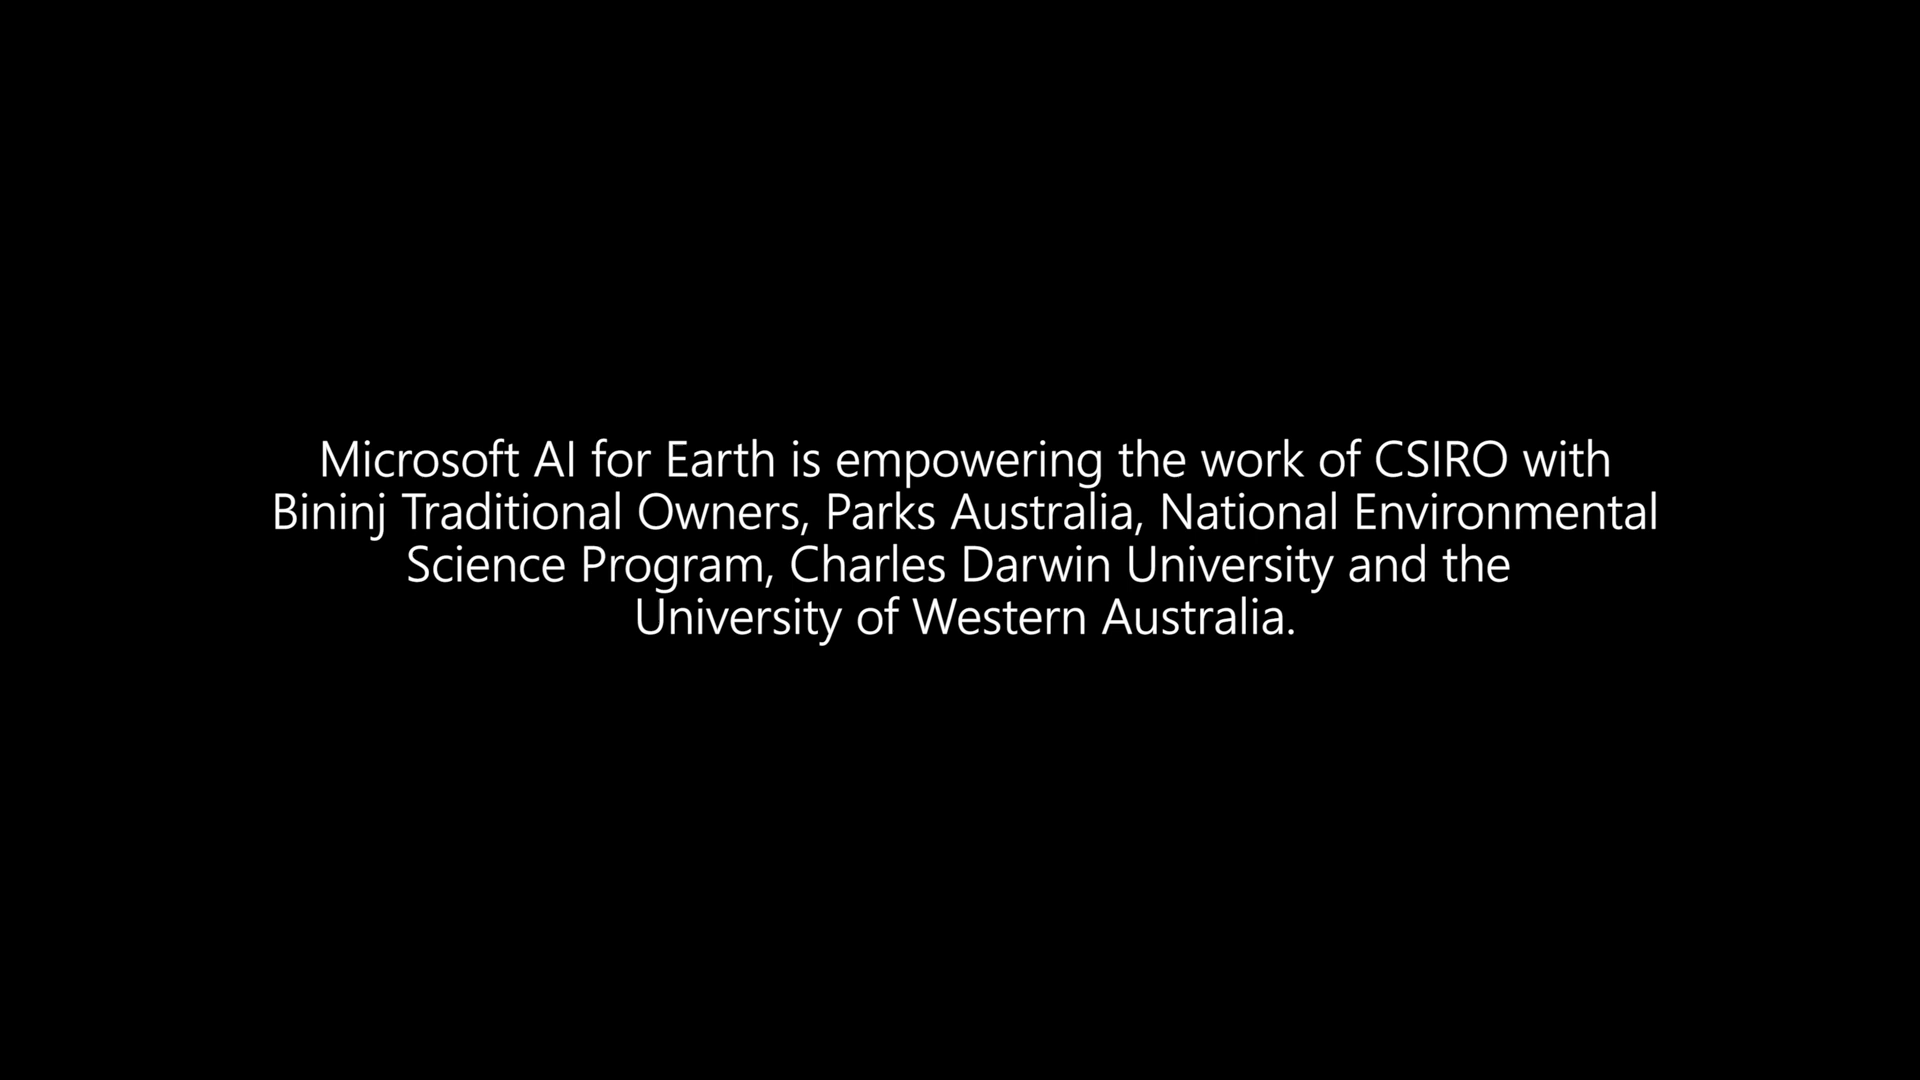 Microsoft AI for Earth is empowering the work of CSIRO with
Bininj Traditional Owners, Parks Australia, National Environmental
Science Program, Charles Darwin University and the
University of Western Australia.